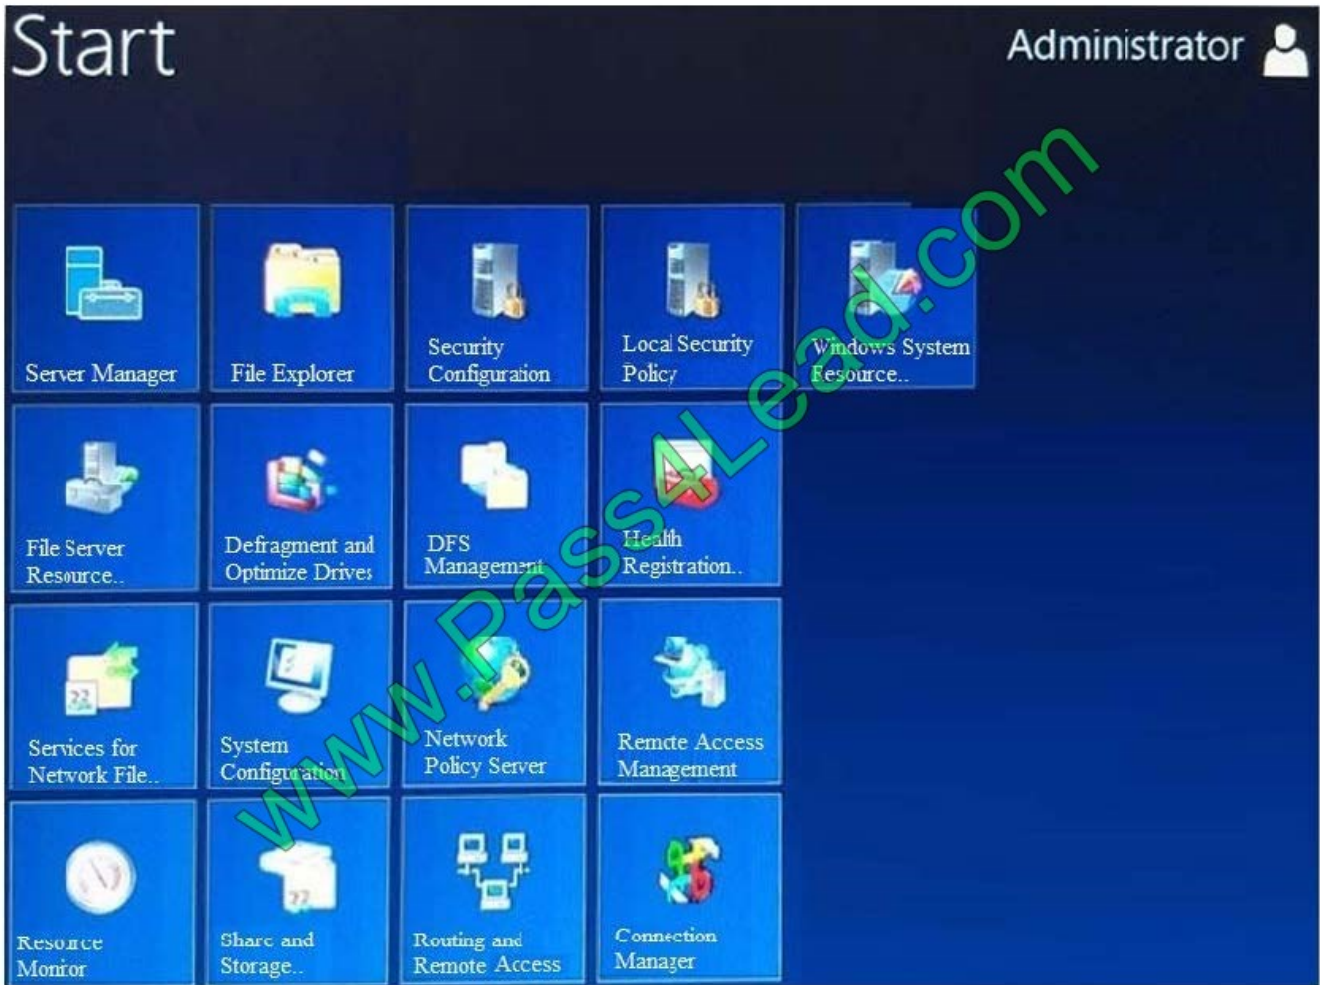 Start
Administrator
Server Manager
File Explorer
Security
Configuration
Local Security
Policy
Windows System
Resource..
File Server
Resource..
Defragment and
Optimize Drives
DFS
Management
Health
Registration..
Services for
Network File..
System
Configuration
Network
Policy Server
Remote Access
Management
Resource
Monitor
Share and
Storage..
Routing and
Remote Access
Connection
Manager
22
22
www.Pass4Lead.com